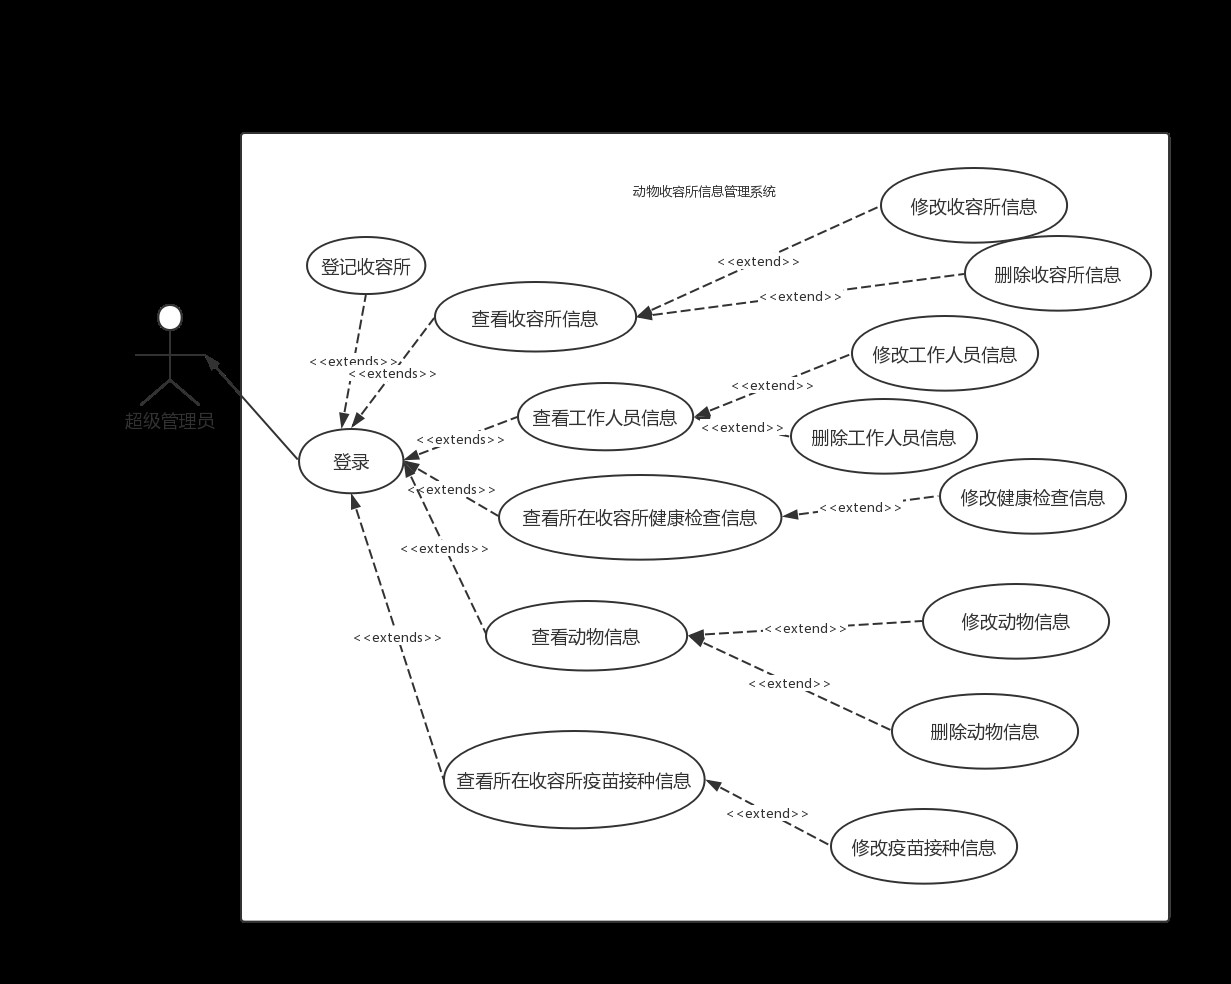 动物收容所信息管理系统
修改收容所信息
登记收容所
<<extend>>
删除收容所信息
<<extend>>
查看收容所信息
修改工作人员信息
<<extends>>
<<extends>>
<<extend>>
超级管理员
查看工作人员信息
<<extend>>
删除工作人员信息
<<extends>>
登录
<<extends>>
修改健康检查信息
<<extend>>
查看所在收容所健康检查信息
<<extends>>
修改动物信息
<<extend>>
查看动物信息
<<extends>>
<<extend>>
删除动物信息
查看所在收容所疫苗接种信息
<<extend>>
修改疫苗接种信息